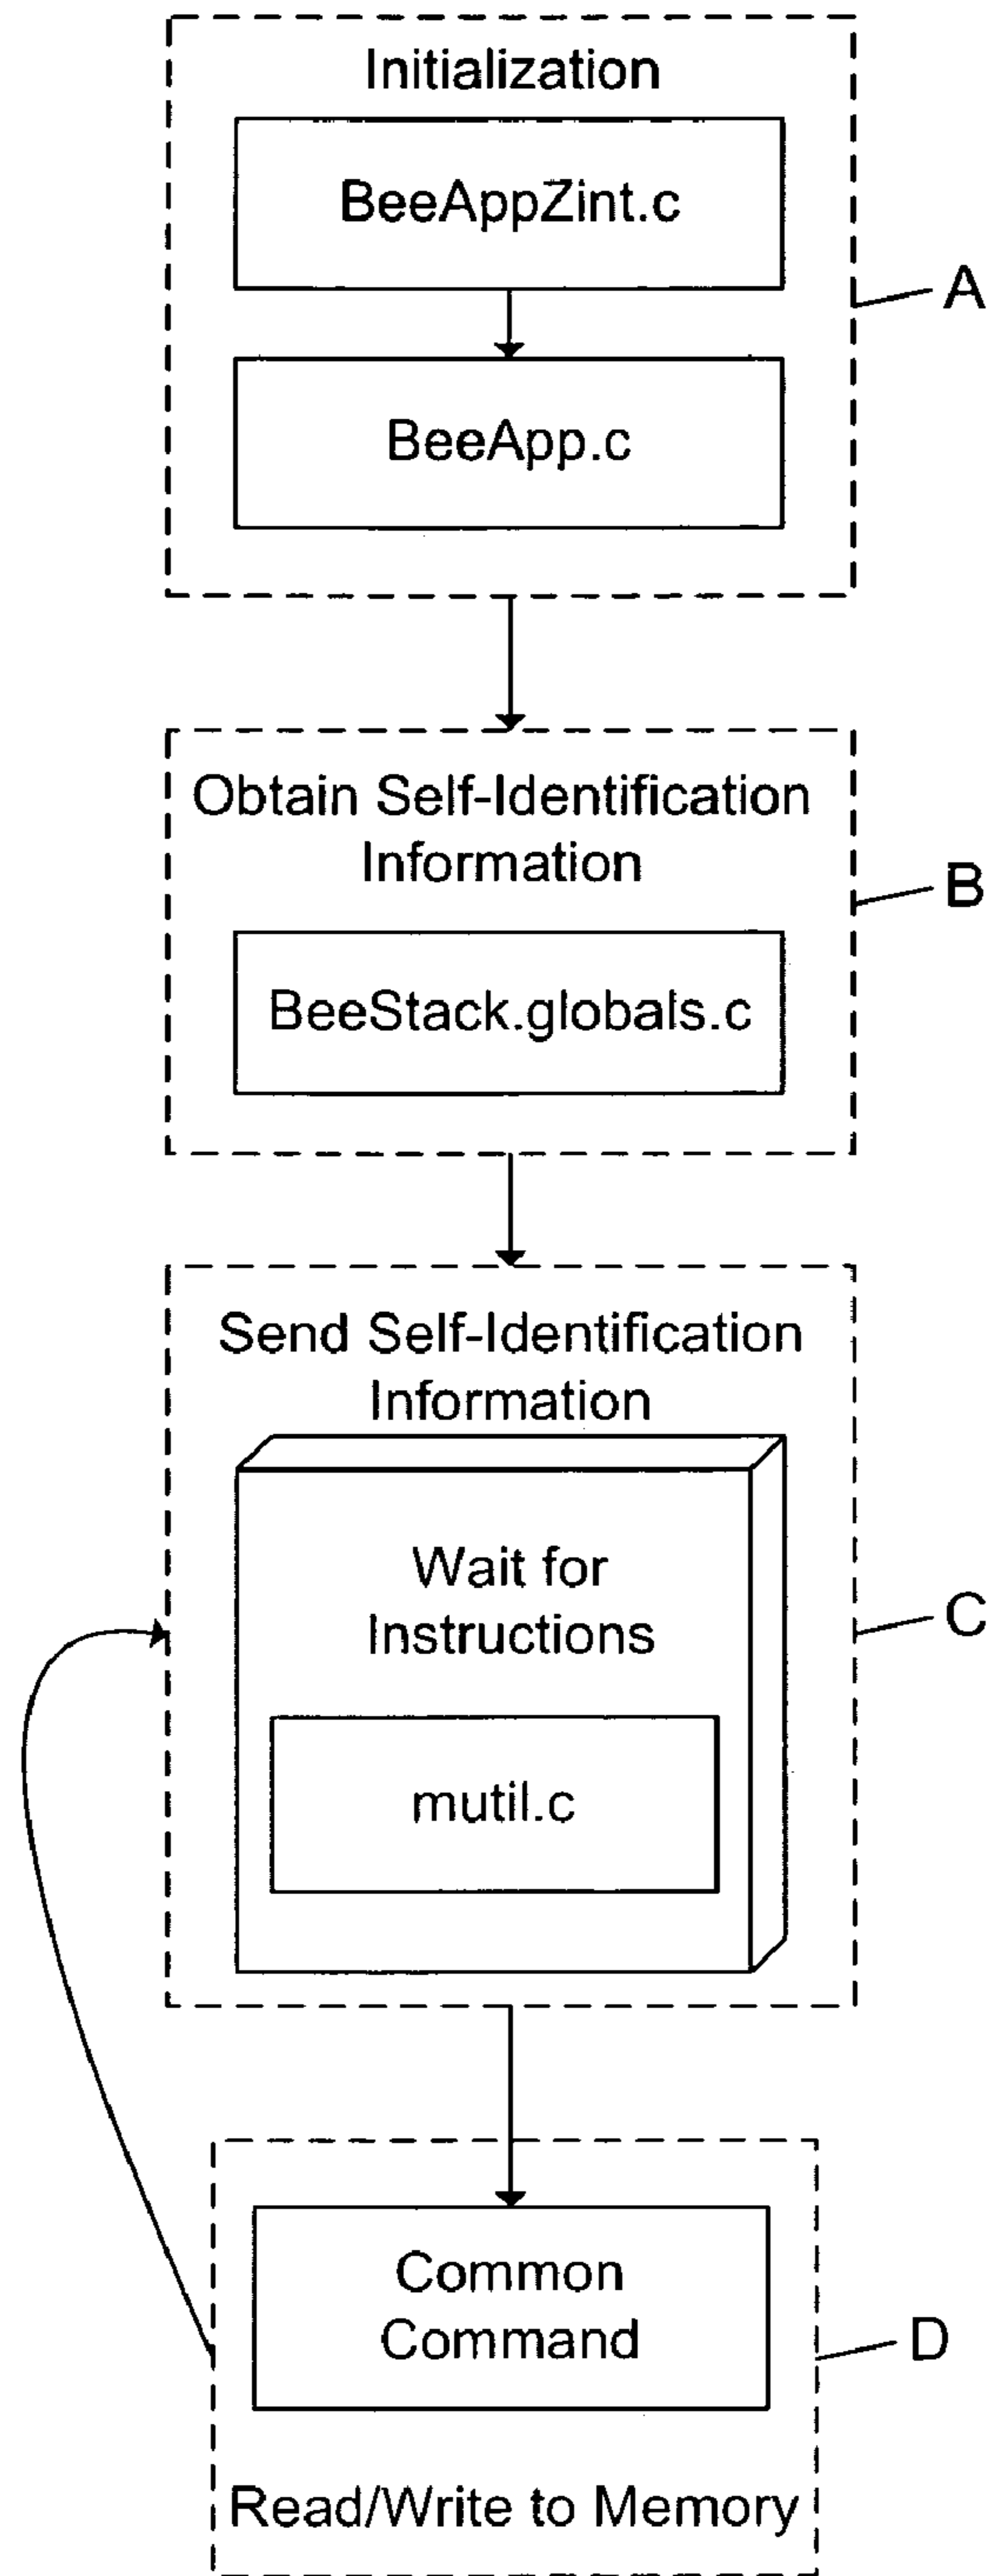 Initialization
BeeAppZint.c
A
BeeApp.c
Obtain Self-Identification
Information
B
BeeStack.globals.c
Send Self-Identification
Information
Wait for
Instructions
C
mutil.c
Common
Command
D
Read/Write to Memory